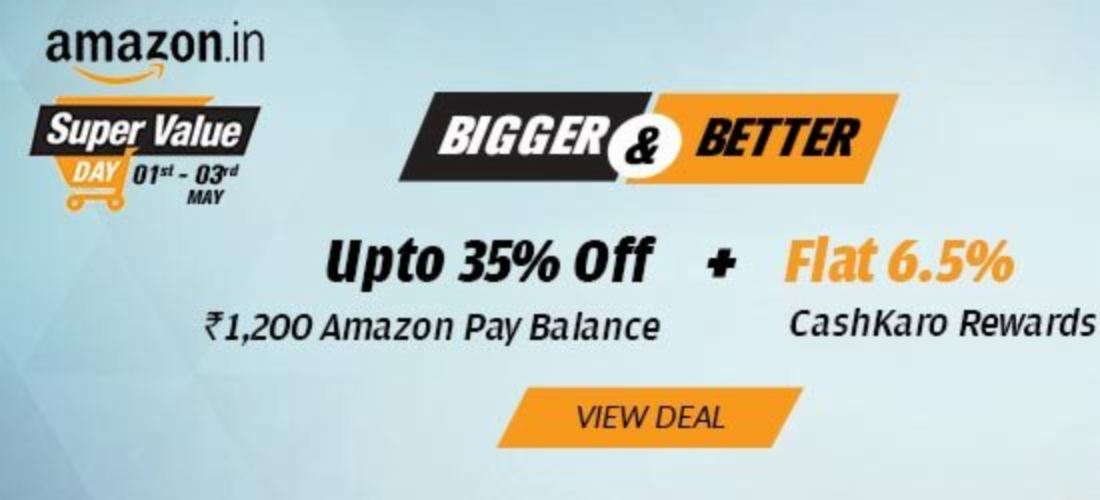 amazon.in
Super Value
DAY 01st - 03rd
MAY
BIGGER & BETTER
Upto 35% Off + Flat 6.5%
₹1,200 Amazon Pay Balance CashKaro Rewards
VIEW DEAL